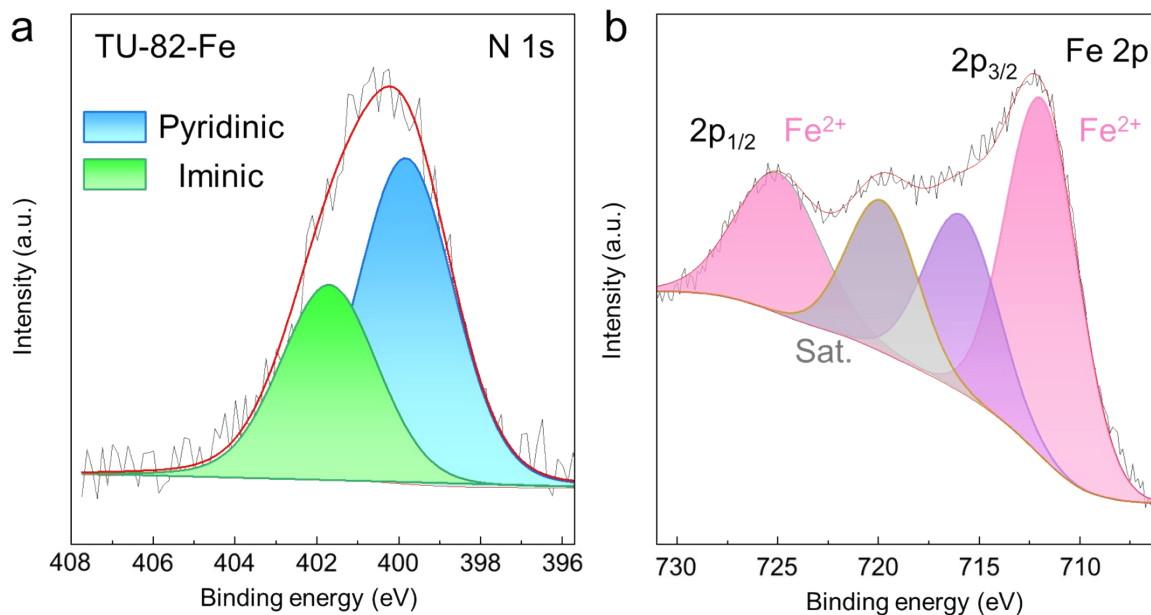 a
TU-82-Fe
N 1s
Pyridinic
Iminic
Intensity (a.u.)
408 406 404 402 400 398 396
Binding energy (eV)
b
Fe 2p
2p3/2
2p1/2
Fe2+
Fe2+
Sat.
Intensity (a.u.)
730 725 720 715 710
Binding energy (eV)